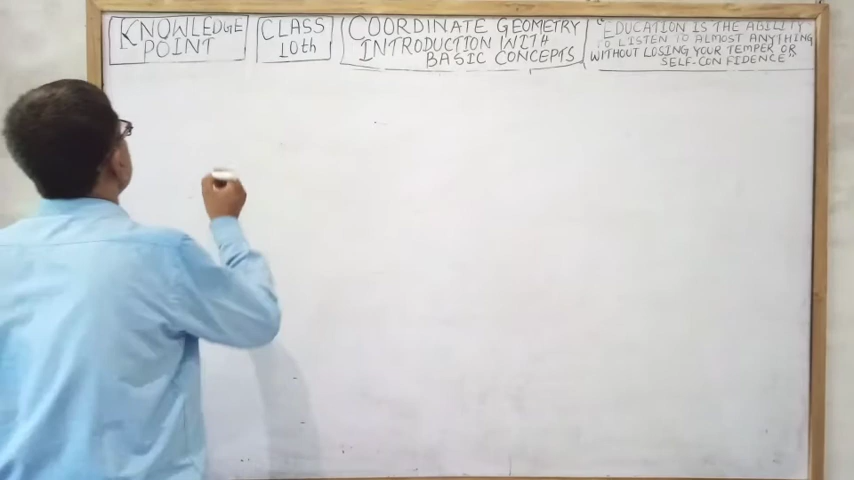 KNOWLEDGE
POINT
CLASS
10th
COORDINATE GEOMETRY
INTRODUCTION WITH
BASIC CONCEPTS
"EDUCATION IS THE ABILITY
TO LISTEN TO ALMOST ANYTHING
WITHOUT LOSING YOUR TEMPER OR
SELF-CONFIDENCE"